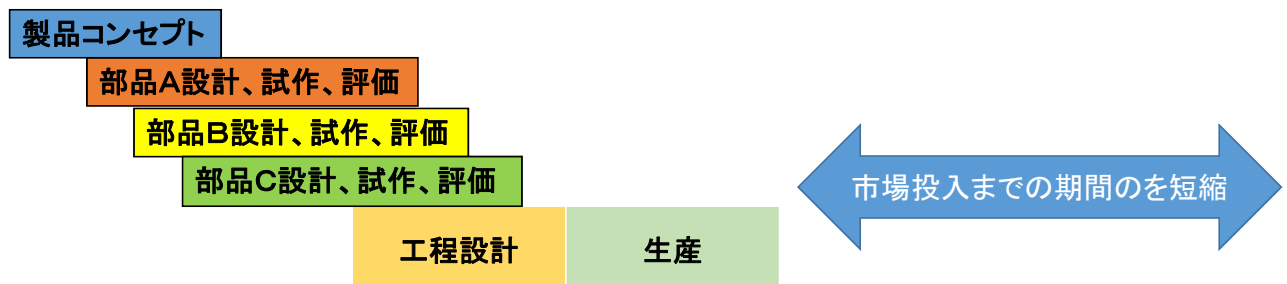 製品コンセプト
部品A設計、試作、評価
部品B設計、試作、評価
部品C設計、試作、評価
市場投入までの期間のを短縮
工程設計
生産